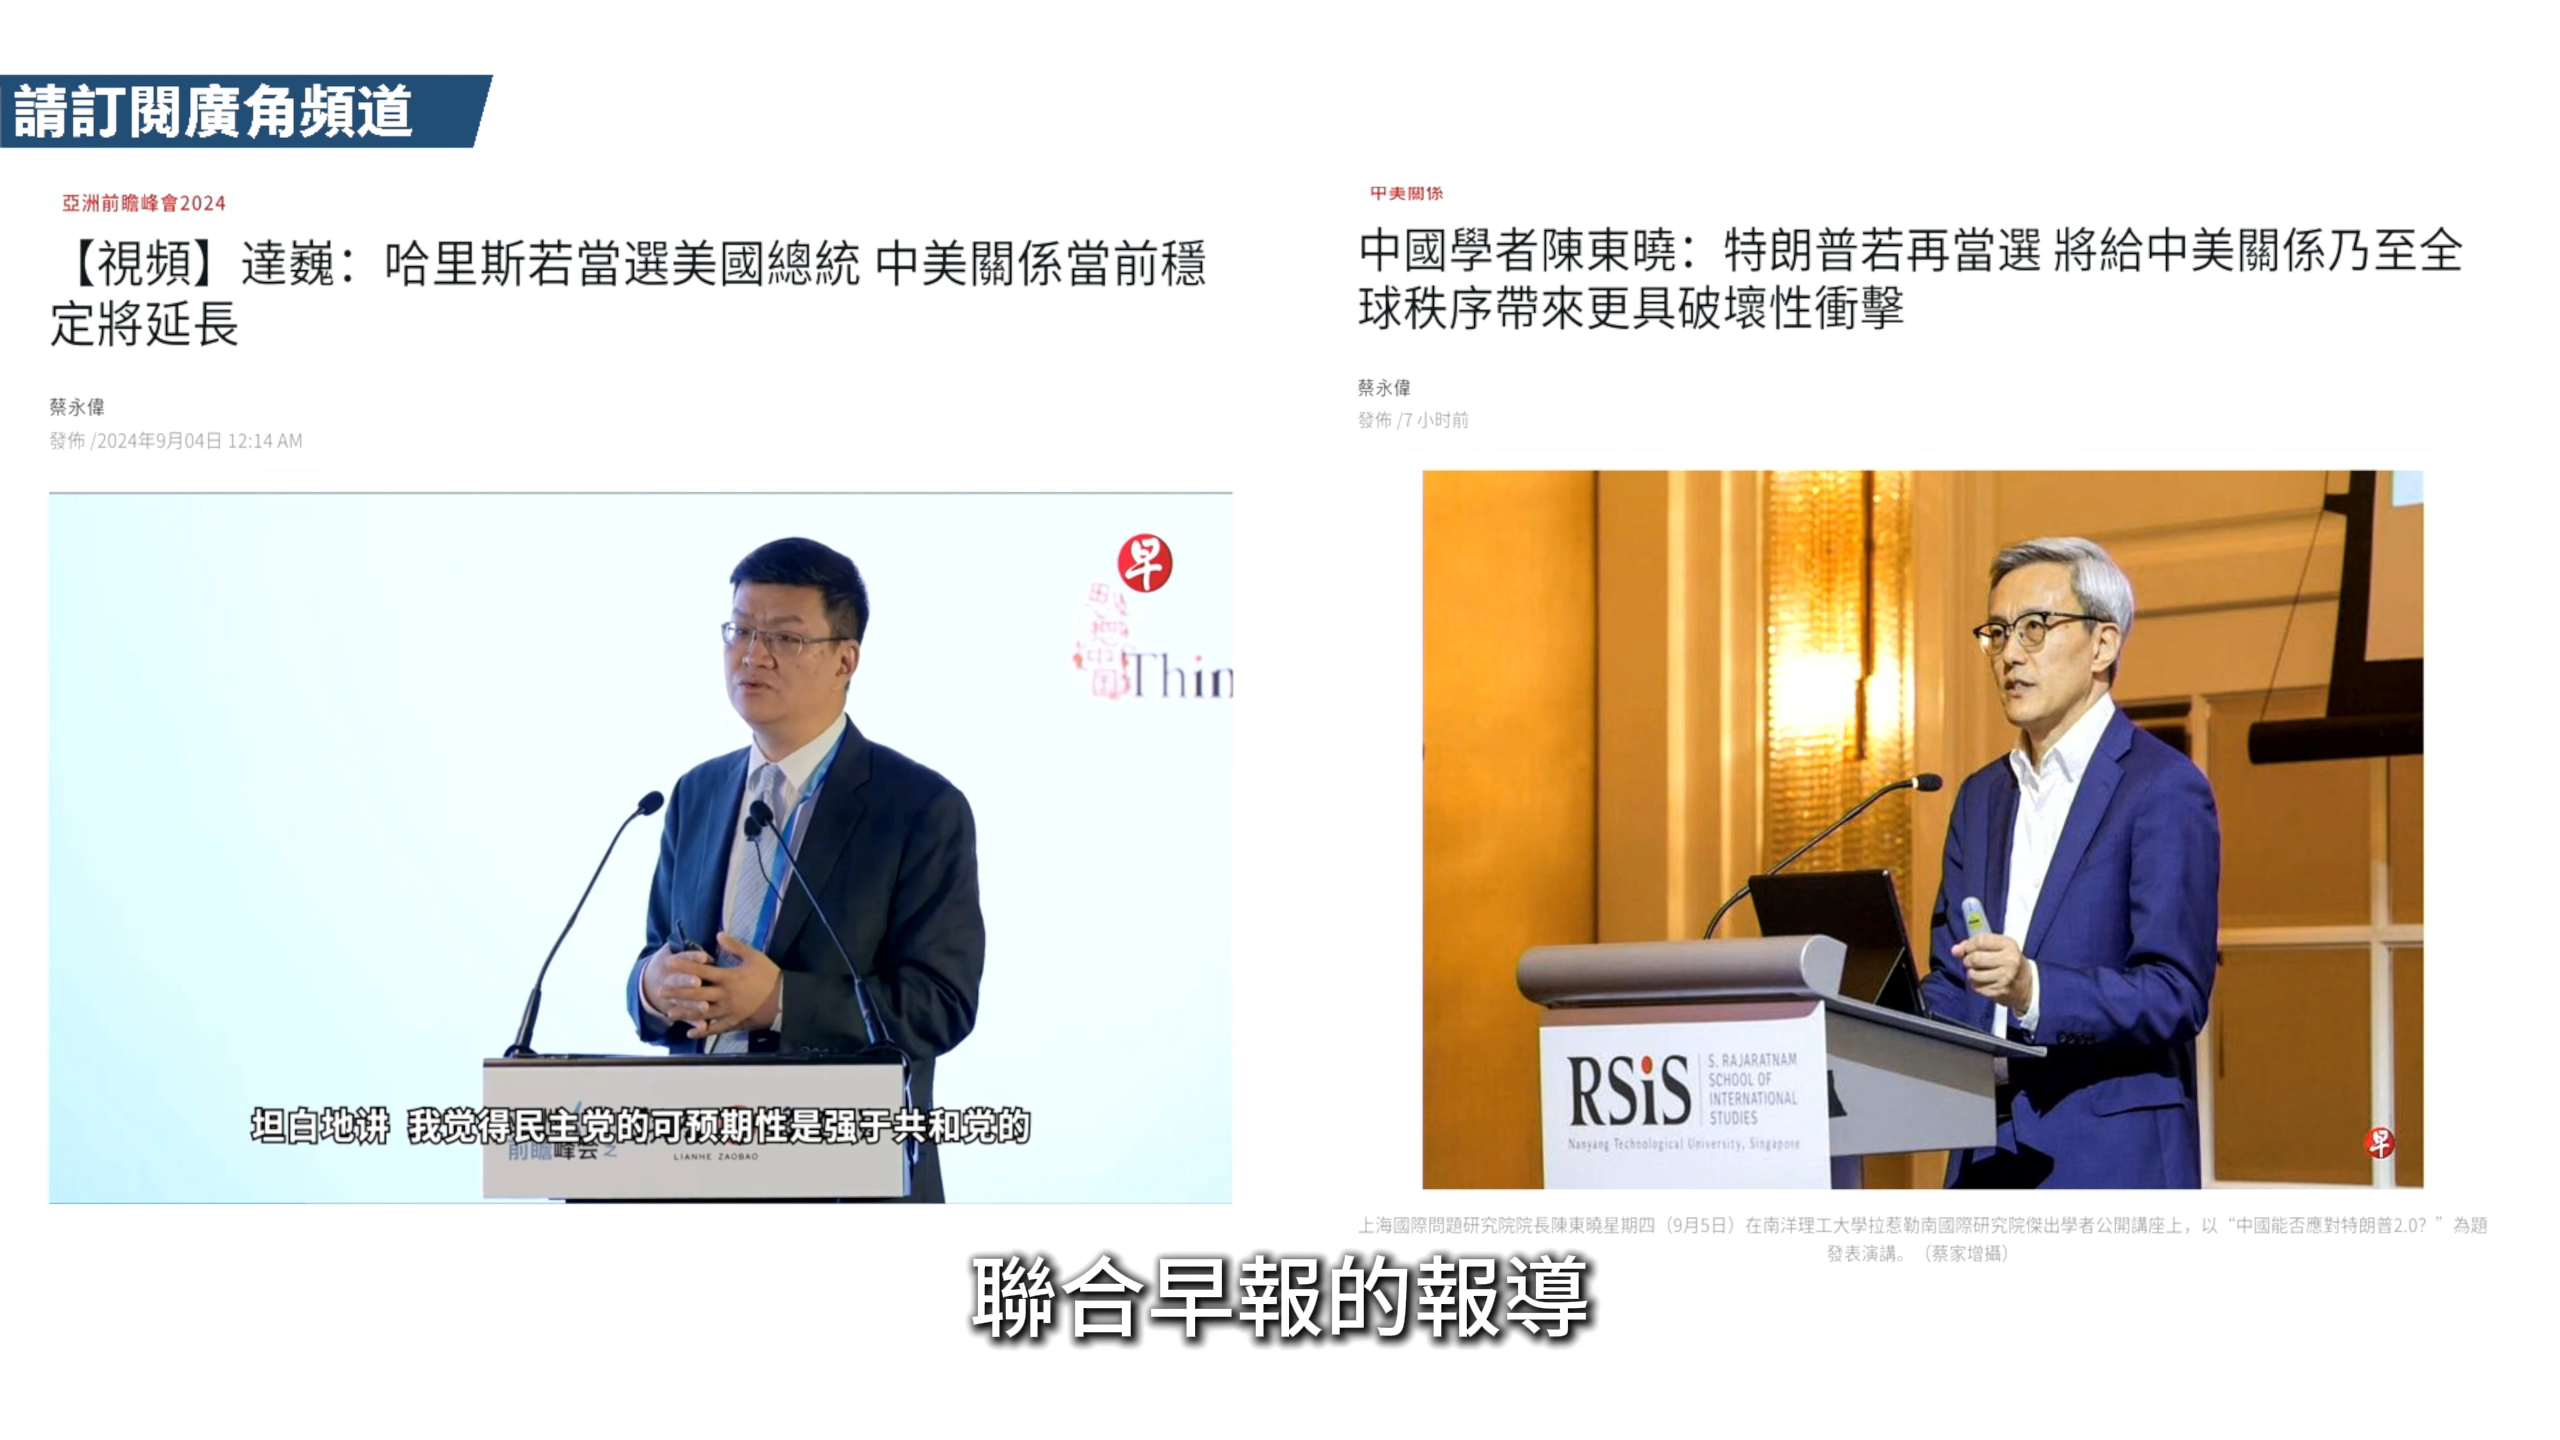 請訂閱廣角頻道
亞洲前瞻峰會2024
【視頻】達巍：哈里斯若當選美國總統 中美關係當前穩
定將延長
蔡永偉
發佈 /2024年9月04日 12:14 AM
早
Thin
坦白地讲 我觉得民主党的可预期性是强于共和党的
前瞻峰会之
LIANHE ZAOBAO
中美關係
中國學者陳東曉：特朗普若再當選 將給中美關係乃至全
球秩序帶來更具破壞性衝擊
蔡永偉
發佈 /7 小时前
RSiS
S. RAJARATNAM
SCHOOL OF
INTERNATIONAL
STUDIES
Nanyang Technological University, Singapore
早
上海國際問題研究院院長陳東曉星期四（9月5日）在南洋理工大學拉惹勒南國際研究院傑出學者公開講座上，以“中國能否應對特朗普2.0？”為題
發表演講。（蔡家增攝）
聯合早報的報導